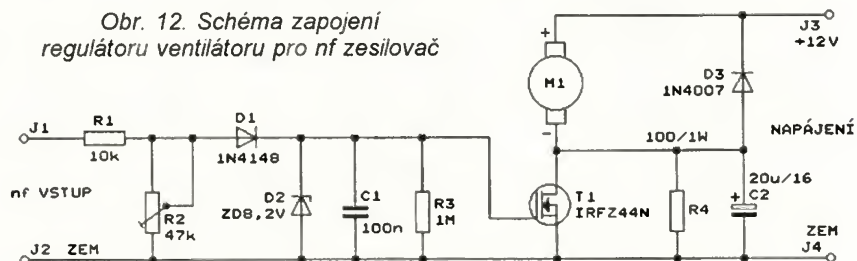 Obr. 12. Schéma zapojení
regulátoru ventilátoru pro nf zesilovač
J3
+12V
+
M1
-
D3
1N4007
J1
R1
10k
D1
1N4148
100/1W
NAPÁJENÍ
nf VSTUP
R2
47k
D2
ZD8,2V
C1
100n
R3
1M
T1
IRFZ44N
R4
20u/16
+
C2
J2 ZEM
ZEM
J4